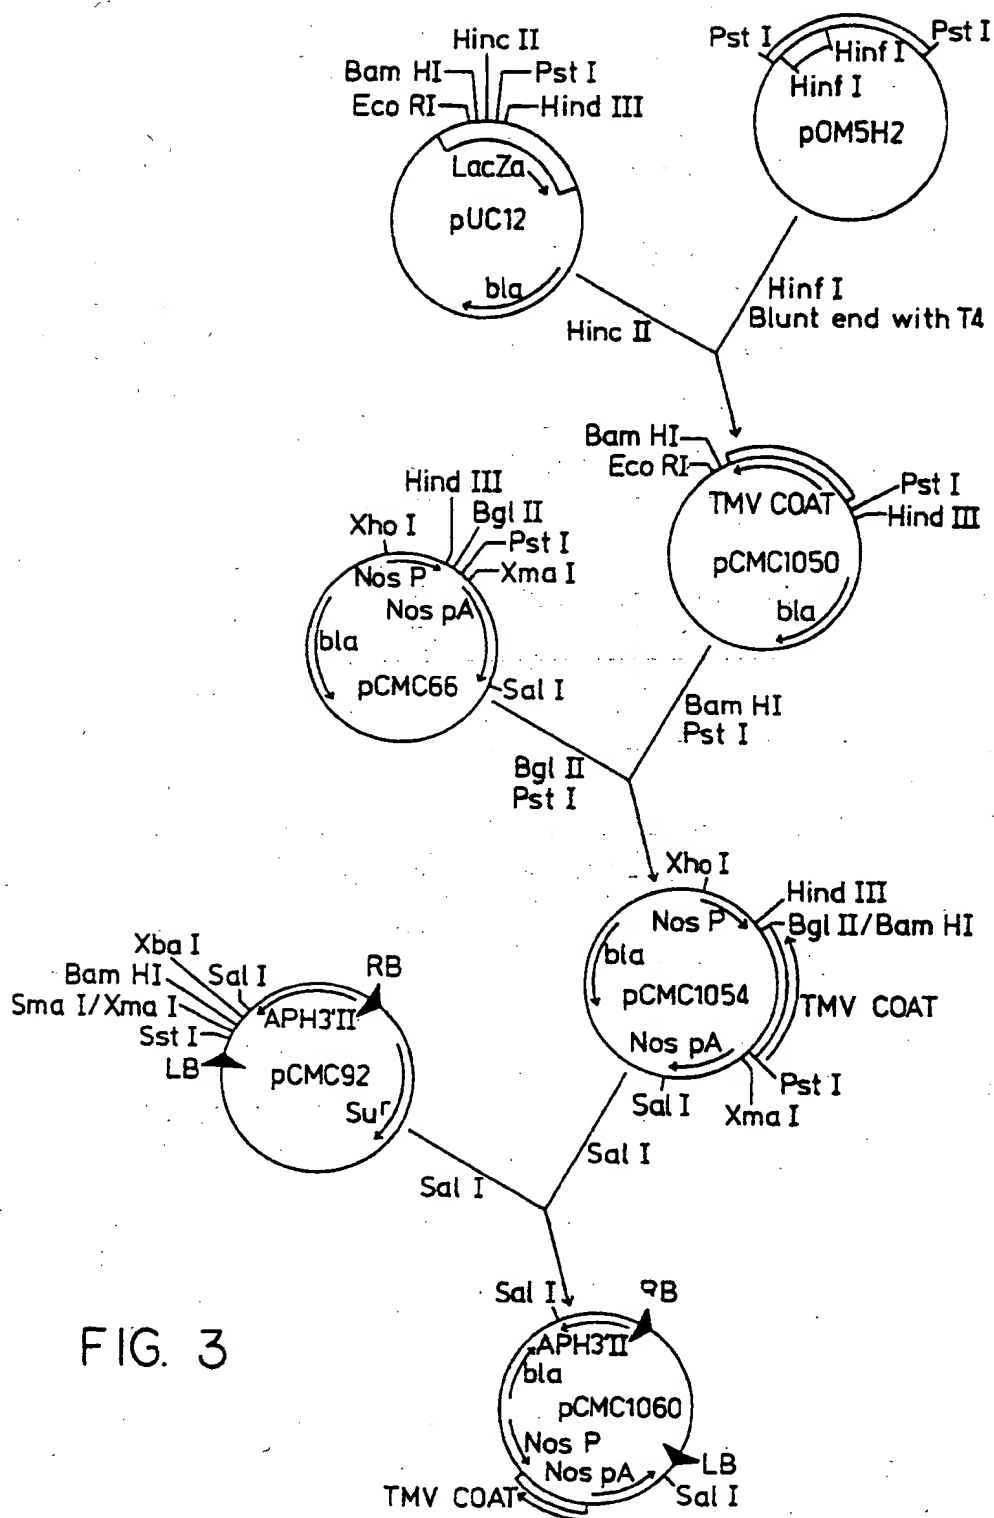 Hinc II
Bam HI
Pst I
Eco RI
Hind III
LacZa
pUC12
bla
Pst I
Pst I
Hinf I
Hinf I
pOM5H2
Hinc II
Hinf I
Blunt end with T4
Bam HI
Eco RI
TMV COAT
Pst I
Hind III
pCMC1050
bla
Hind III
Xho I
Bgl II
Pst I
Xma I
Nos P
Nos pA
bla
pCMC66
Sal I
Bam HI
Pst I
Bgl II
Pst I
Xho I
Hind III
Bgl II/Bam HI
Nos P
bla
pCMC1054
TMV COAT
Nos pA
Pst I
Sal I
Xma I
Xba I
Bam HI
Sal I
RB
Sma I/Xma I
APH3'II
Sst I
LB
pCMC92
Suʳ
Sal I
Sal I
Sal I
RB
APH3'II
bla
pCMC1060
Nos P
Nos pA
LB
TMV COAT
Sal I
FIG. 3